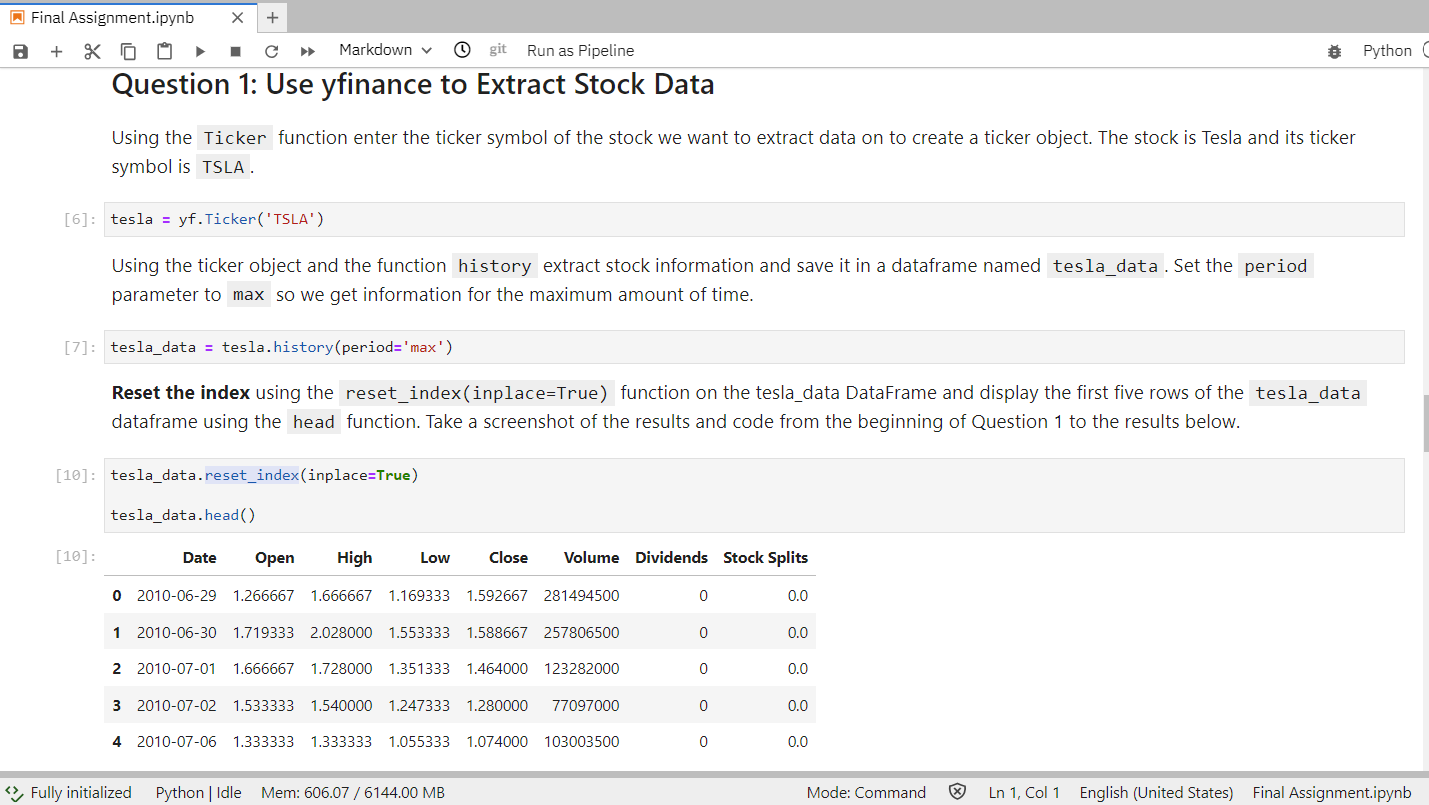 Final Assignment.ipynb
Markdown git Run as Pipeline Python
Question 1: Use yfinance to Extract Stock Data
Using the Ticker function enter the ticker symbol of the stock we want to extract data on to create a ticker object. The stock is Tesla and its ticker
symbol is TSLA.
[6]: tesla = yf.Ticker('TSLA')
Using the ticker object and the function history extract stock information and save it in a dataframe named tesla_data. Set the period
parameter to max so we get information for the maximum amount of time.
[7]: tesla_data = tesla.history(period='max')
Reset the index using the reset_index(inplace=True) function on the tesla_data DataFrame and display the first five rows of the tesla_data
dataframe using the head function. Take a screenshot of the results and code from the beginning of Question 1 to the results below.
[10]: tesla_data.reset_index(inplace=True)
tesla_data.head()
[10]: Date Open High Low Close Volume Dividends Stock Splits
0 2010-06-29 1.266667 1.666667 1.169333 1.592667 281494500 0 0.0
1 2010-06-30 1.719333 2.028000 1.553333 1.588667 257806500 0 0.0
2 2010-07-01 1.666667 1.728000 1.351333 1.464000 123282000 0 0.0
3 2010-07-02 1.533333 1.540000 1.247333 1.280000 77097000 0 0.0
4 2010-07-06 1.333333 1.333333 1.055333 1.074000 103003500 0 0.0
Fully initialized Python | Idle Mem: 606.07 / 6144.00 MB Mode: Command Ln 1, Col 1 English (United States) Final Assignment.ipynb